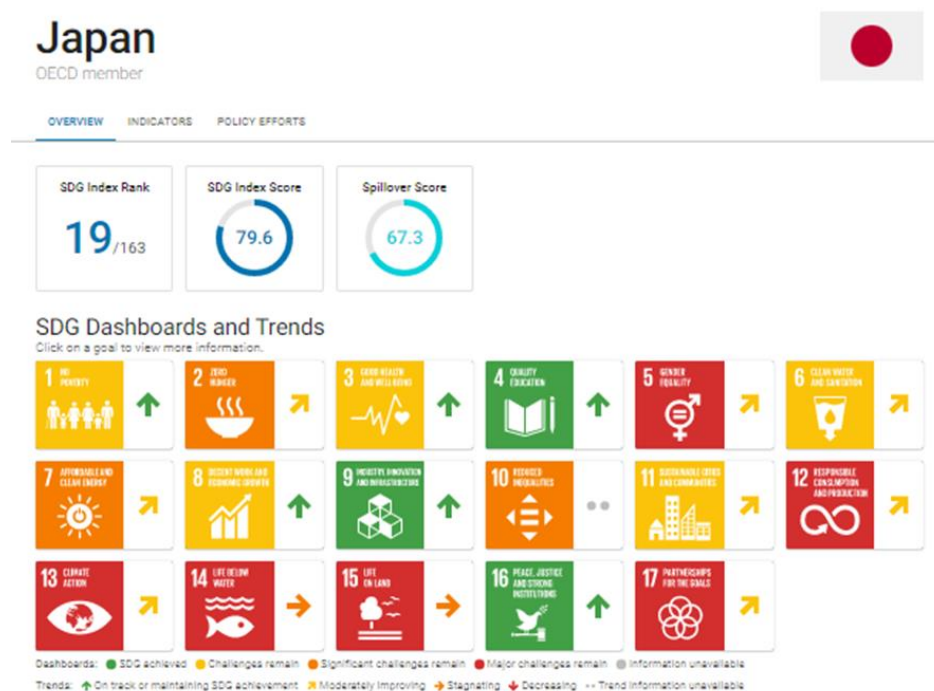 Japan
OECD member
OVERVIEW INDICATORS POLICY EFFORTS
SDG Index Rank
19/163
SDG Index Score
79.6
Spillover Score
67.3
SDG Dashboards and Trends
Click on a goal to view more information.
1 NO
POVERTY
2 ZERO
HUNGER
3 GOOD HEALTH
AND WELL-BEING
4 QUALITY
EDUCATION
5 GENDER
EQUALITY
6 CLEAN WATER
AND SANITATION
7 AFFORDABLE AND
CLEAN ENERGY
8 DECENT WORK AND
ECONOMIC GROWTH
9 INDUSTRY, INNOVATION
AND INFRASTRUCTURE
10 REDUCED
INEQUALITIES
11 SUSTAINABLE CITIES
AND COMMUNITIES
12 RESPONSIBLE
CONSUMPTION
AND PRODUCTION
13 CLIMATE
ACTION
14 LIFE BELOW
WATER
15 LIFE
ON LAND
16 PEACE, JUSTICE
AND STRONG
INSTITUTIONS
17 PARTNERSHIPS
FOR THE GOALS
Dashboards: SDG achieved Challenges remain Significant challenges remain Major challenges remain Information unavailable
Trends: On track or maintaining SDG achievement Moderately Improving Stagnating Decreasing Trend information unavailable